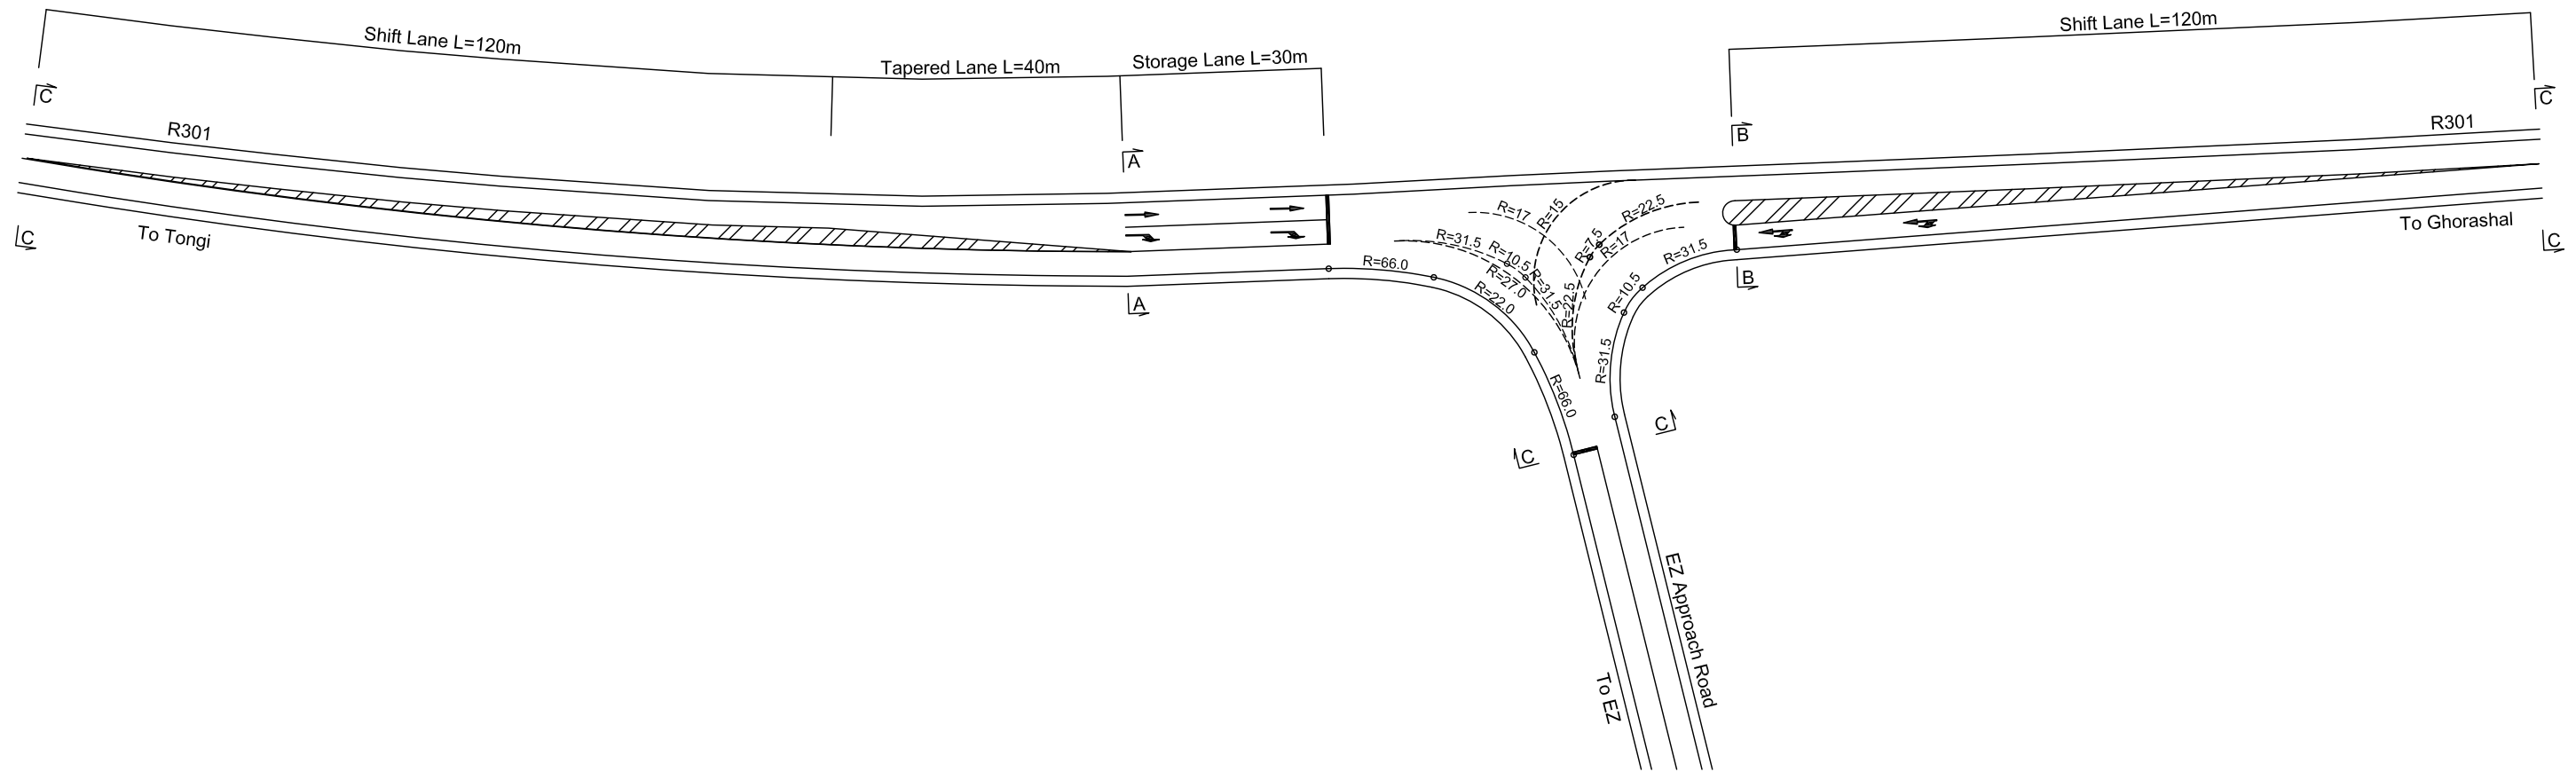 Shift Lane L=120m
Tapered Lane L=40m
Storage Lane L=30m
Shift Lane L=120m
C
C
R301
A
B
R301
C
To Tongi
To Ghorashal
C
R=17
R=15
R=22.5
R=7.5
R=17
R=31.5
R=10.5
R=31.5
R=27.0
R=66.0
R=22.0
R=22.5
R=31.5
R=10.5
R=31.5
R=66.0
A
B
C
C
EZ Approach Road
To EZ